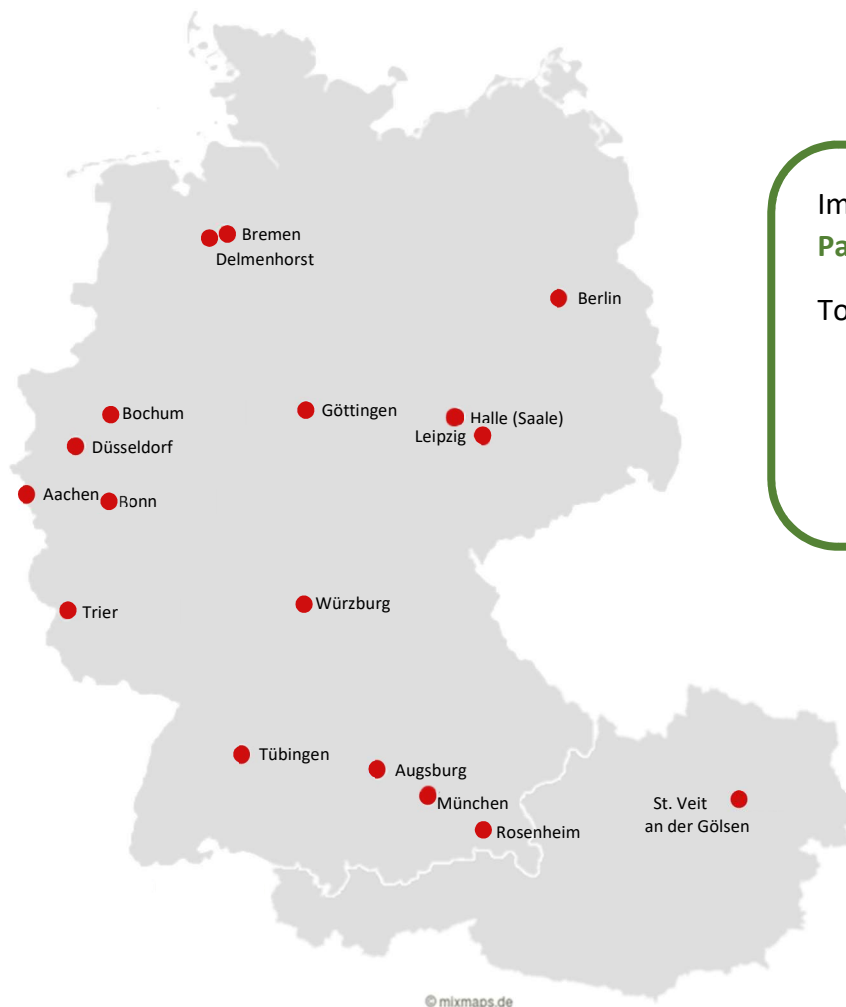 Im
Pa
To
Bremen
Delmenhorst
Berlin
Göttingen
Bochum
Halle (Saale)
Leipzig
Düsseldorf
Aachen
Bonn
Würzburg
Trier
Tübingen
Augsburg
München
St. Veit
an der Gölsen
Rosenheim
© mixmaps.de